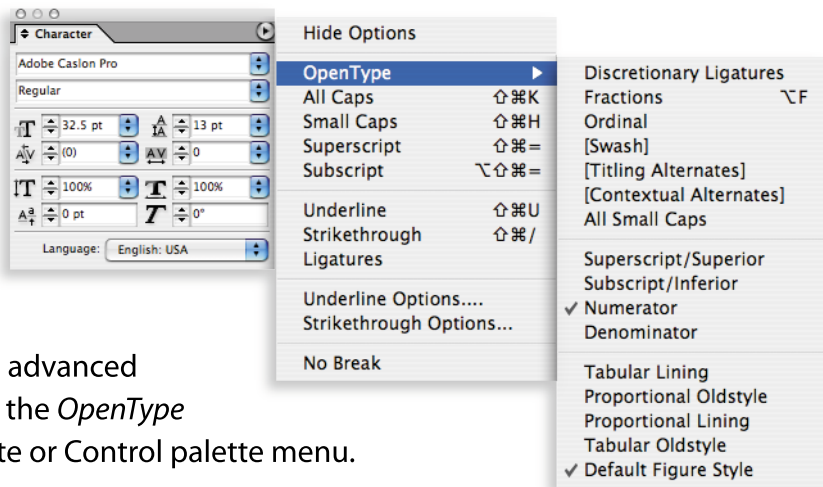 Character
Adobe Caslon Pro
Regular
32.5 pt 13 pt
(0) 0
100% 100%
0 pt 0°
Language: English: USA
Hide Options
OpenType
All Caps ⇧⌘K
Small Caps ⇧⌘H
Superscript ⇧⌘=
Subscript ⌥⇧⌘=
Underline ⇧⌘U
Strikethrough ⇧⌘/
Ligatures
Underline Options....
Strikethrough Options...
No Break
Discretionary Ligatures
Fractions ⌥F
Ordinal
[Swash]
[Titling Alternates]
[Contextual Alternates]
All Small Caps
Superscript/Superior
Subscript/Inferior
✓ Numerator
Denominator
Tabular Lining
Proportional Oldstyle
Proportional Lining
Tabular Oldstyle
✓ Default Figure Style
advanced
the OpenType
te or Control palette menu.